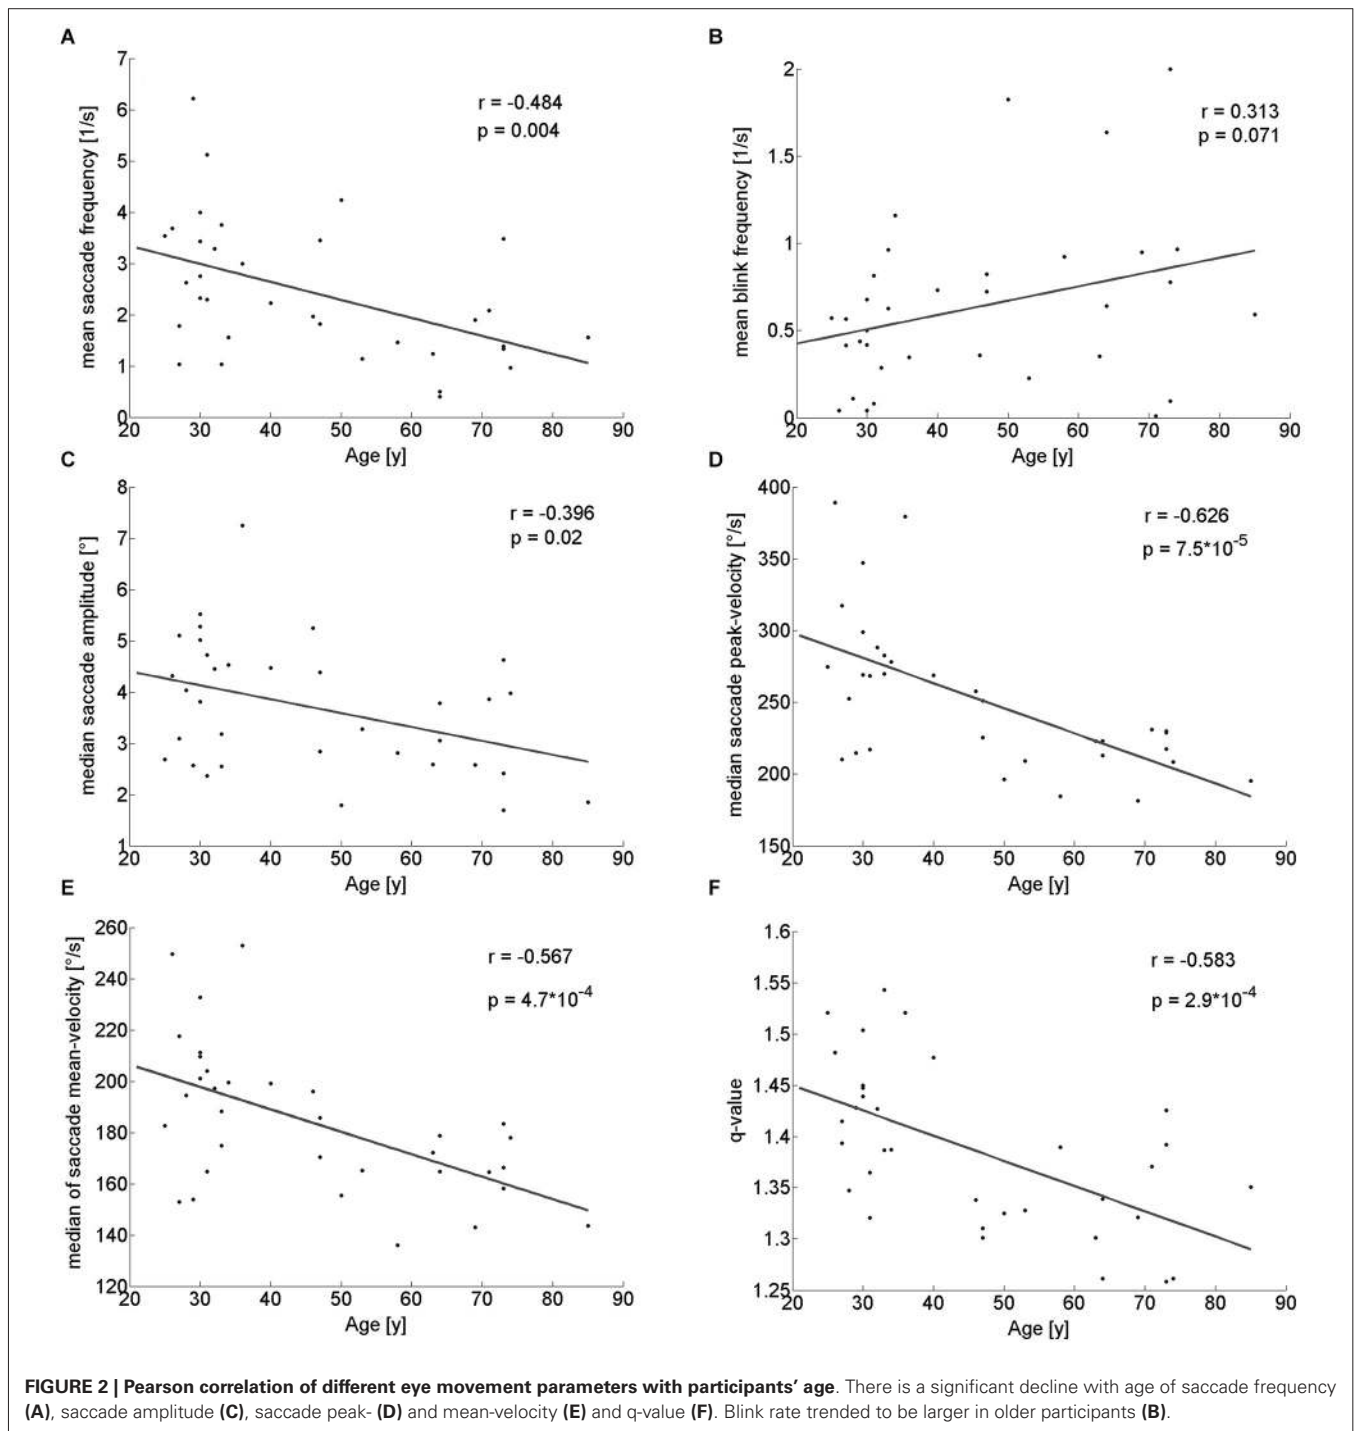 A
7
6
5
4
3
2
1
0
20 30 40 50 60 70 80 90
mean saccade frequency [1/s]
Age [y]
r = -0.484
p = 0.004
B
2
1.5
1
0.5
0
20 30 40 50 60 70 80 90
mean blink frequency [1/s]
Age [y]
r = 0.313
p = 0.071
C
8
7
6
5
4
3
2
1
20 30 40 50 60 70 80 90
median saccade amplitude [°]
Age [y]
r = -0.396
p = 0.02
D
400
350
300
250
200
150
20 30 40 50 60 70 80 90
median saccade peak-velocity [°/s]
Age [y]
r = -0.626
p = 7.5*10-5
E
260
240
220
200
180
160
140
120
20 30 40 50 60 70 80 90
median of saccade mean-velocity [°/s]
Age [y]
r = -0.567
p = 4.7*10-4
F
1.6
1.55
1.5
1.45
1.4
1.35
1.3
1.25
20 30 40 50 60 70 80 90
q-value
Age [y]
r = -0.583
p = 2.9*10-4
FIGURE 2 | Pearson correlation of different eye movement parameters with participants' age. There is a significant decline with age of saccade frequency
(A), saccade amplitude (C), saccade peak- (D) and mean-velocity (E) and q-value (F). Blink rate trended to be larger in older participants (B).